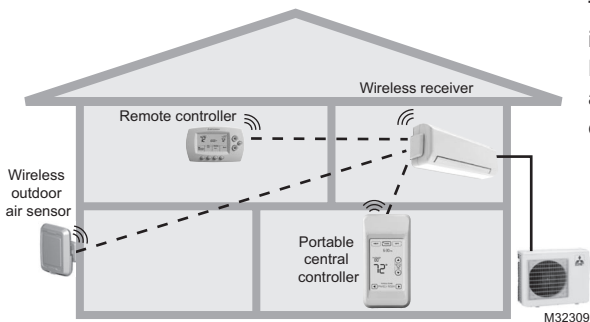 Wireless receiver
Remote controller
Wireless
outdoor
air sensor
Portable
central
controller
72°
M32309